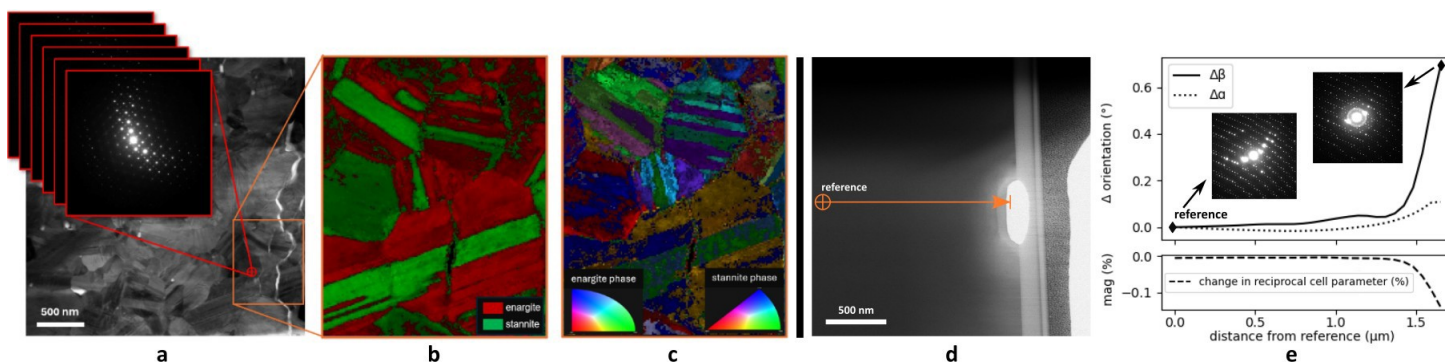 500 nm
a
enargite
stannite
b
enargite phase
stannite phase
c
reference
500 nm
d
Δβ
Δα
0.6
0.4
0.2
0.0
Δ orientation (°)
reference
0.0
−0.1
mag (%)
change in reciprocal cell parameter (%)
0.0 0.5 1.0 1.5
distance from reference (μm)
e